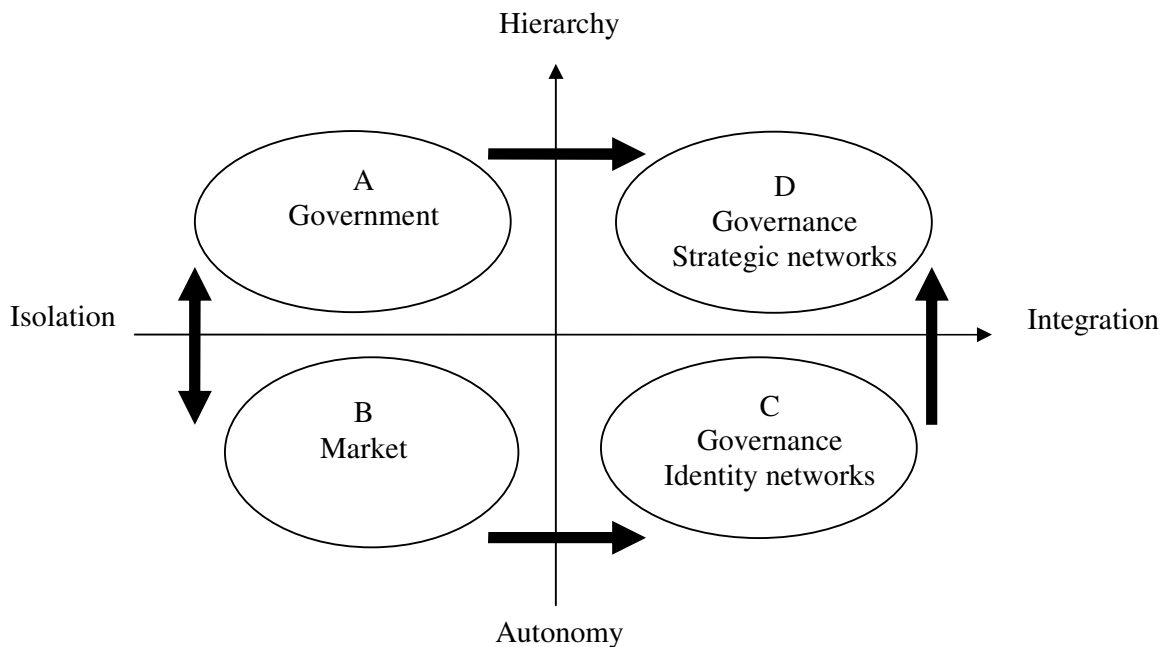 Hierarchy
A
Government
D
Governance
Strategic networks
Isolation
Integration
B
Market
C
Governance
Identity networks
Autonomy